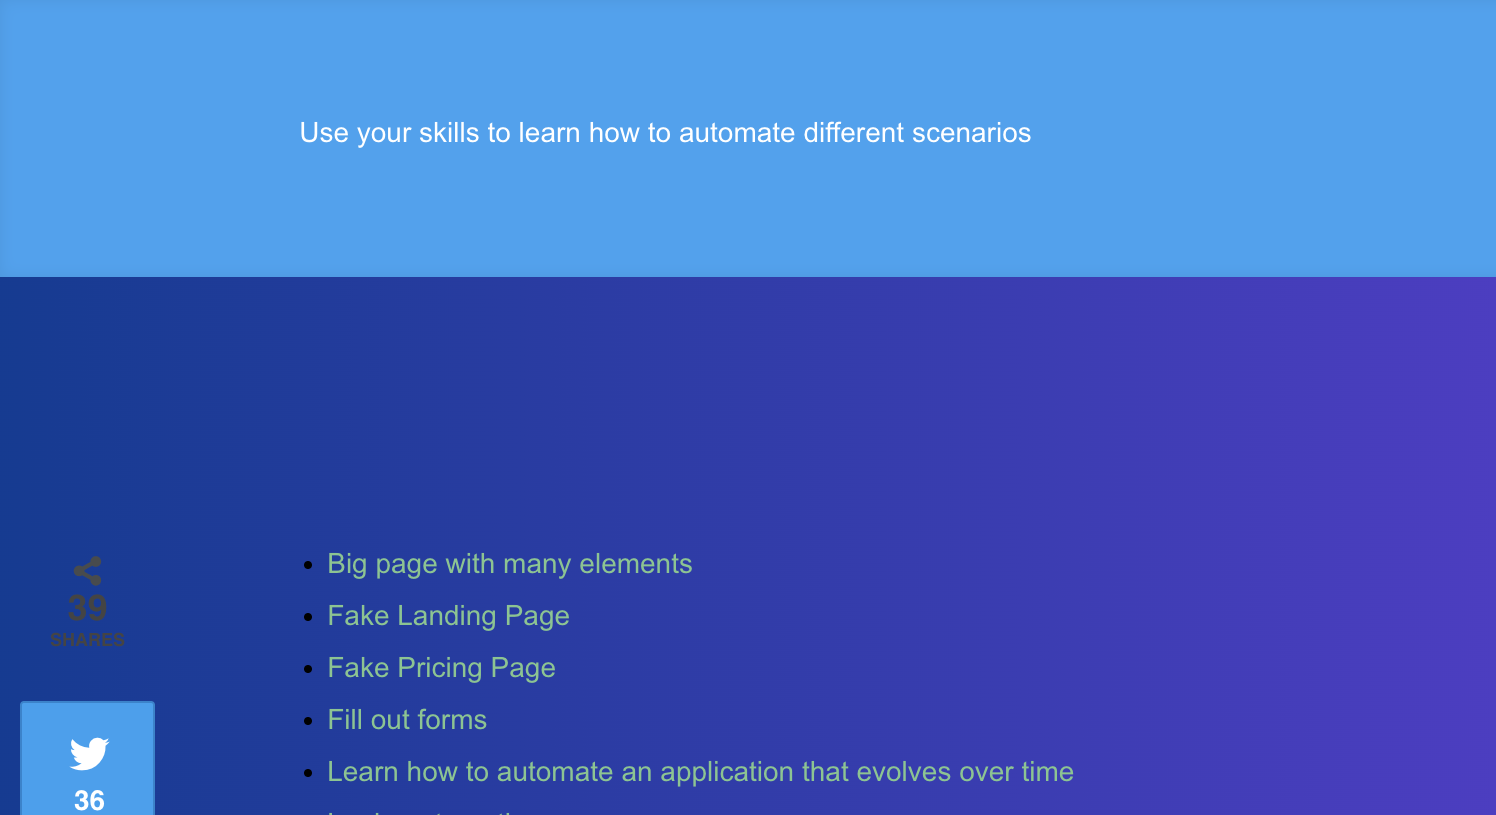 Use your skills to learn how to automate different scenarios
Big page with many elements
Fake Landing Page
Fake Pricing Page
Fill out forms
Learn how to automate an application that evolves over time
39
SHARES
36